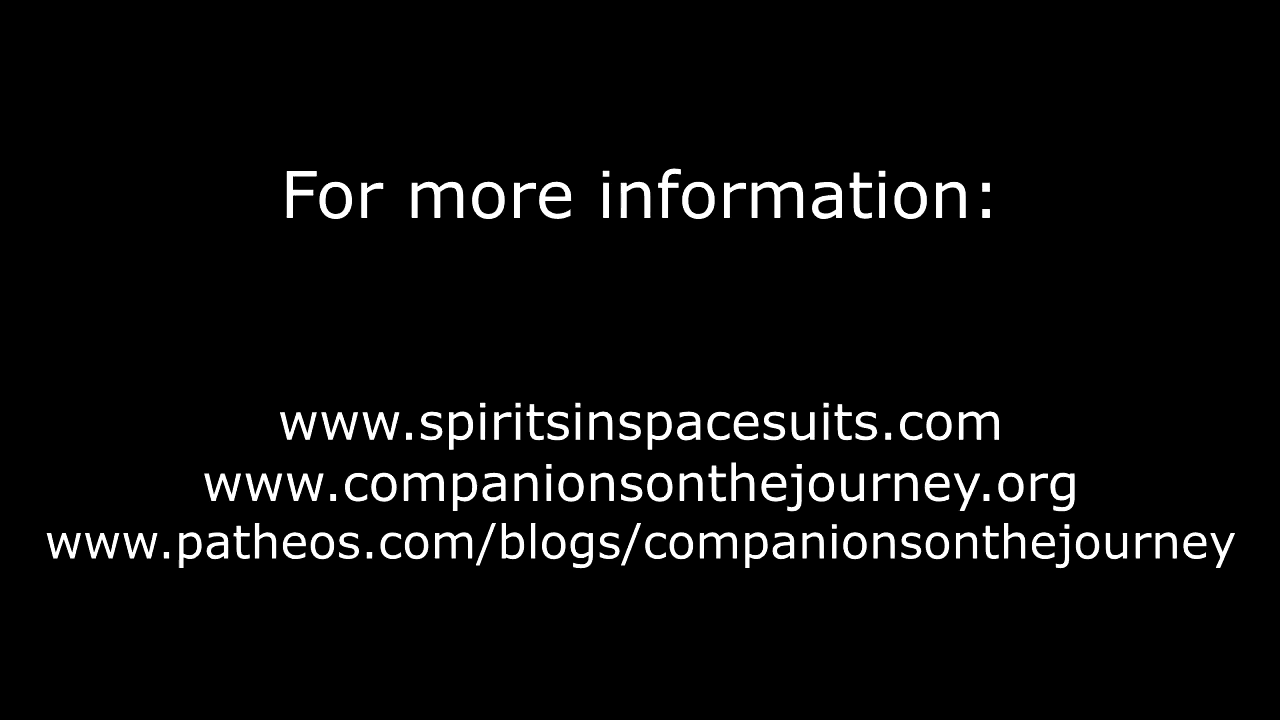 For more information:
www.spiritsinspacesuits.com
www.companionsonthejourney.org
www.patheos.com/blogs/companionsonthejourney